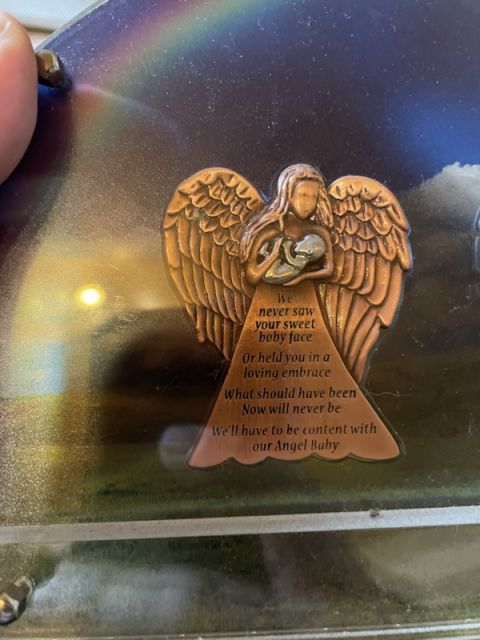 We
never saw
your sweet
boby face
Or held you in a
loving embrace
What should have been
Now will never be
We'll have to be content with
our Angel Baby